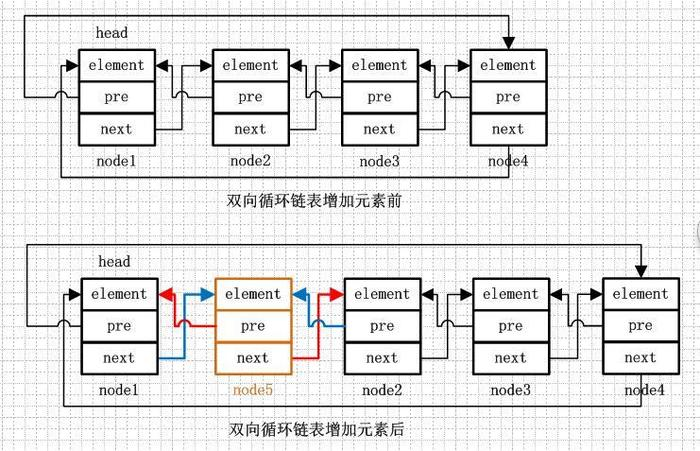 head
element element element element
pre pre pre pre
next next next next
node1 node2 node3 node4
双向循环链表增加元素前
head
element element element element element
pre pre pre pre pre
next next next next next
node1 node5 node2 node3 node4
双向循环链表增加元素后